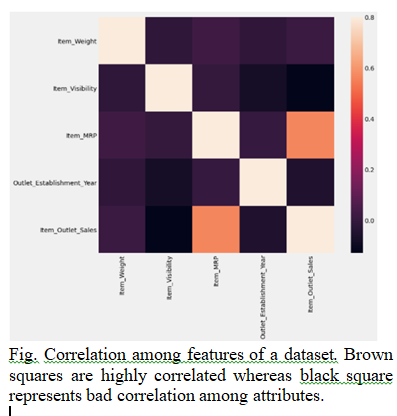 0.8
Item_Weight
0.6
Item_Visibility
Item_MRP
0.4
0.2
Outlet_Establishment_Year
0.0
Item_Outlet_Sales
Item_Weight
Item_Visibility
Item_MRP
Outlet_Establishment_Year
Item_Outlet_Sales
Fig. Correlation among features of a dataset. Brown
squares are highly correlated whereas black square
represents bad correlation among attributes.